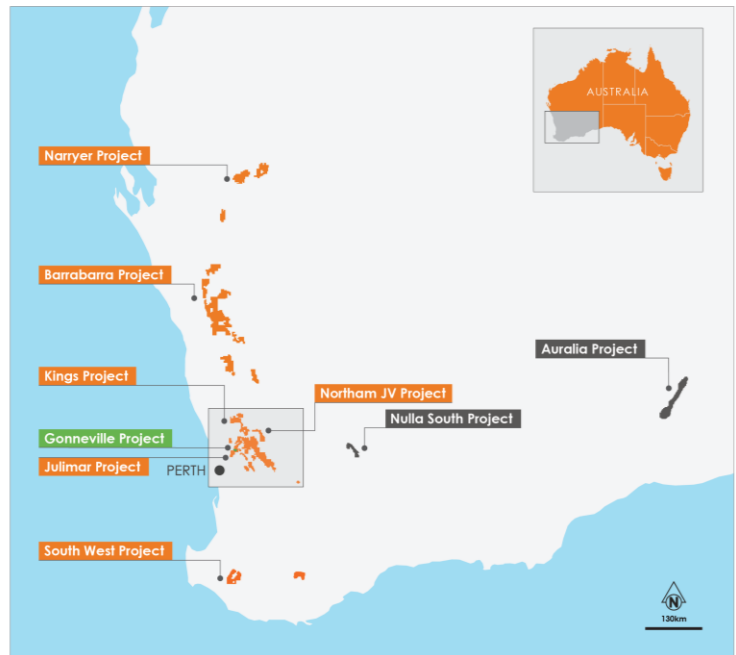 AUSTRALIA
Narryer Project
Barrabarra Project
Auralia Project
Kings Project
Northam JV Project
Nulla South Project
Gonneville Project
Julimar Project
PERTH
South West Project
N
130km